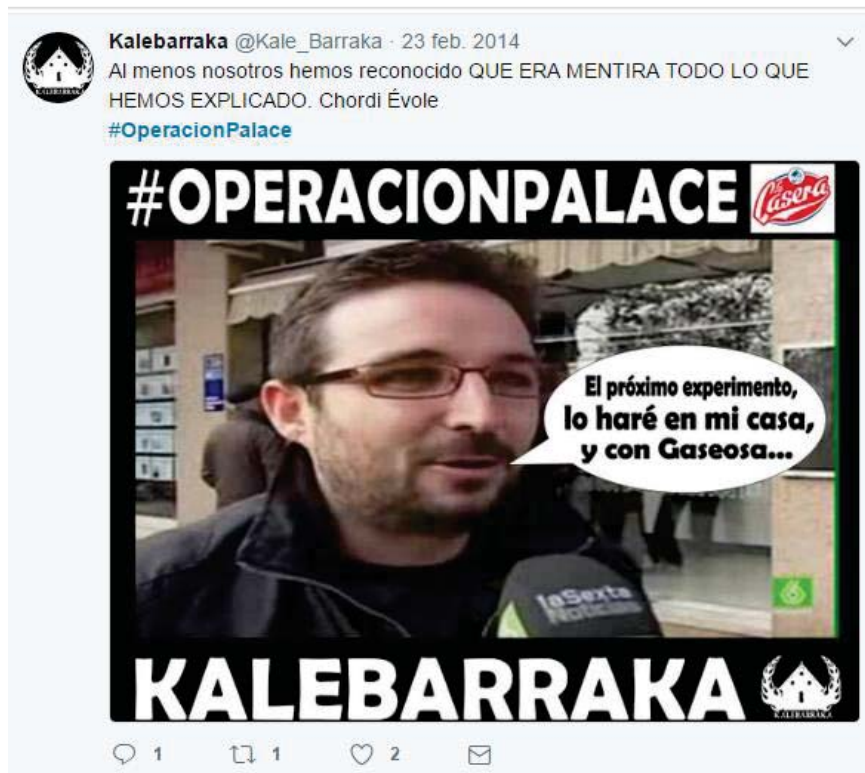 Kalebarraka @Kale_Barraka · 23 feb. 2014
Al menos nosotros hemos reconocido QUE ERA MENTIRA TODO LO QUE
HEMOS EXPLICADO. Chordi Évole
#OperacionPalace
#OPERACIONPALACE
La Casera
El próximo experimento,
lo haré en mi casa,
y con Gaseosa...
laSexta
Noticias
6
KALEBARRAKA
KALEBARRAKA
1 1 2